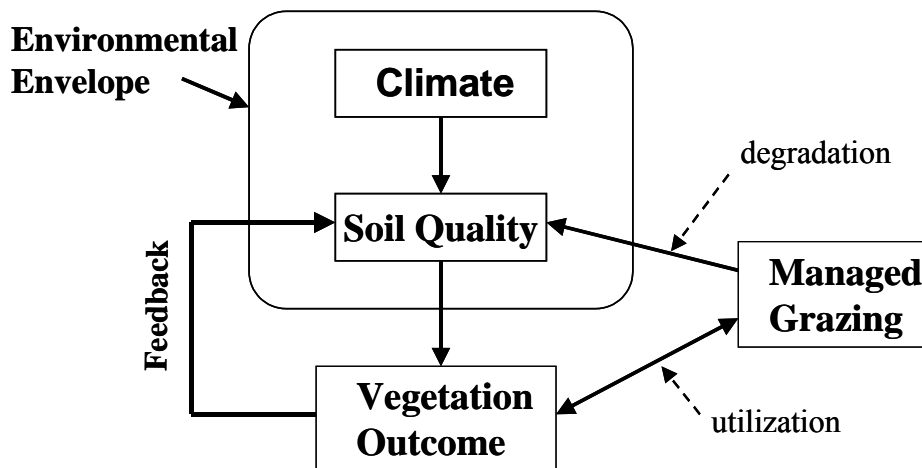 Environmental
Envelope
Climate
degradation
Soil Quality
Managed
Grazing
Feedback
Vegetation
Outcome
utilization